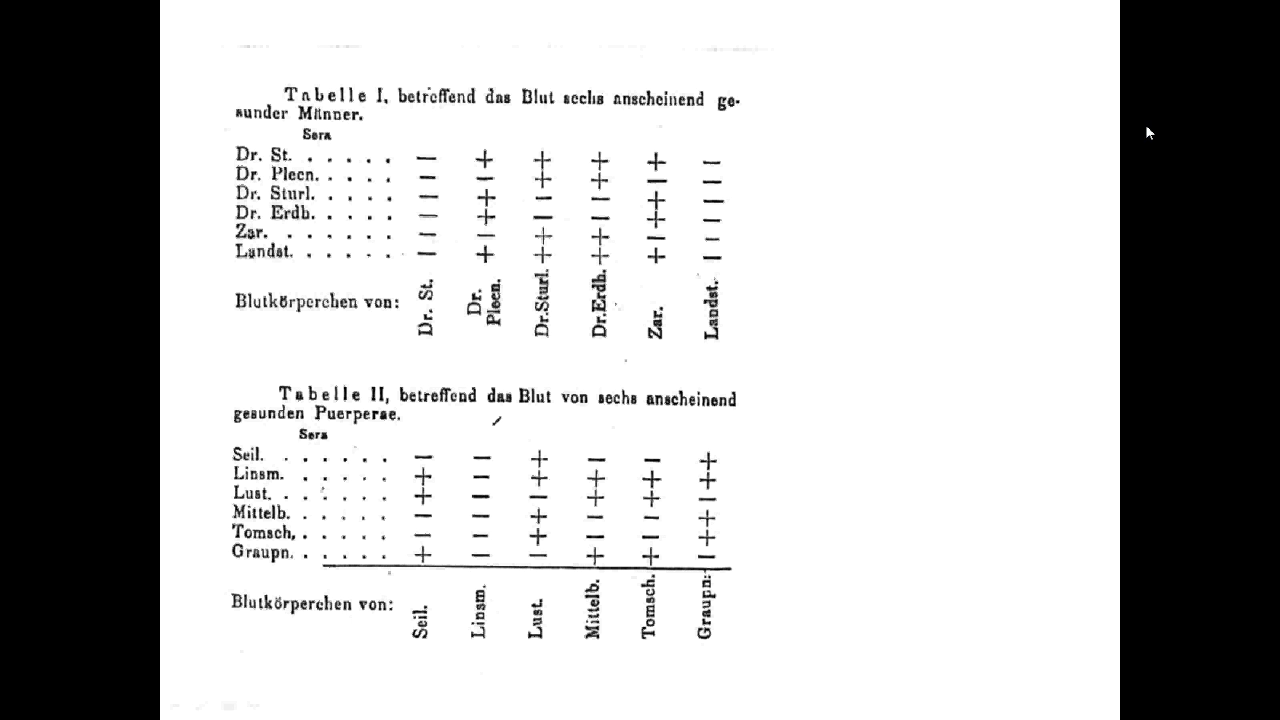 Tabelle I, betreffend das Blut sechs anscheinend ge-
sunder Männer.
Sera
Dr. St. . . . . . — + + + + —
Dr. Plecn. . . . . — — + + — —
Dr. Sturl. . . . . — + — — + —
Dr. Erdb. . . . . — + — — + —
Zar. . . . . . . — — + + — —
Landst. . . . . . — + + + + —
Blutkörperchen von: Dr. St. Dr. Plecn. Dr.Sturl. Dr.Erdb. Zar. Landst.
Tabelle II, betreffend das Blut von sechs anscheinend
gesunden Puerperae.
Sera
Seil. . . . . . . — — + — — +
Linsm. . . . . . + — + + + +
Lust. . . . . . . + — — + + —
Mittelb. . . . . . — — + — — +
Tomsch, . . . . . — — + — — +
Graupn. . . . . . + — — + + —
Blutkörperchen von: Seil. Linsm. Lust. Mittelb. Tomsch. Graupn: